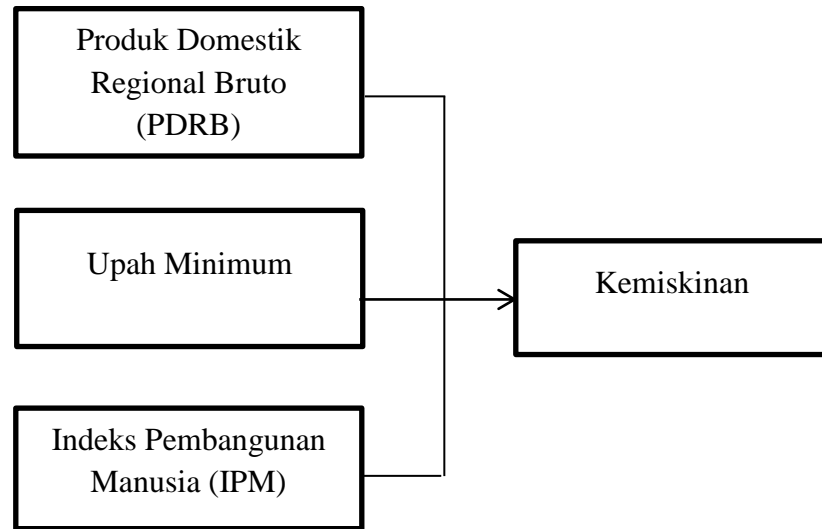 Produk Domestik
Regional Bruto
(PDRB)
Upah Minimum
Kemiskinan
Indeks Pembangunan
Manusia (IPM)